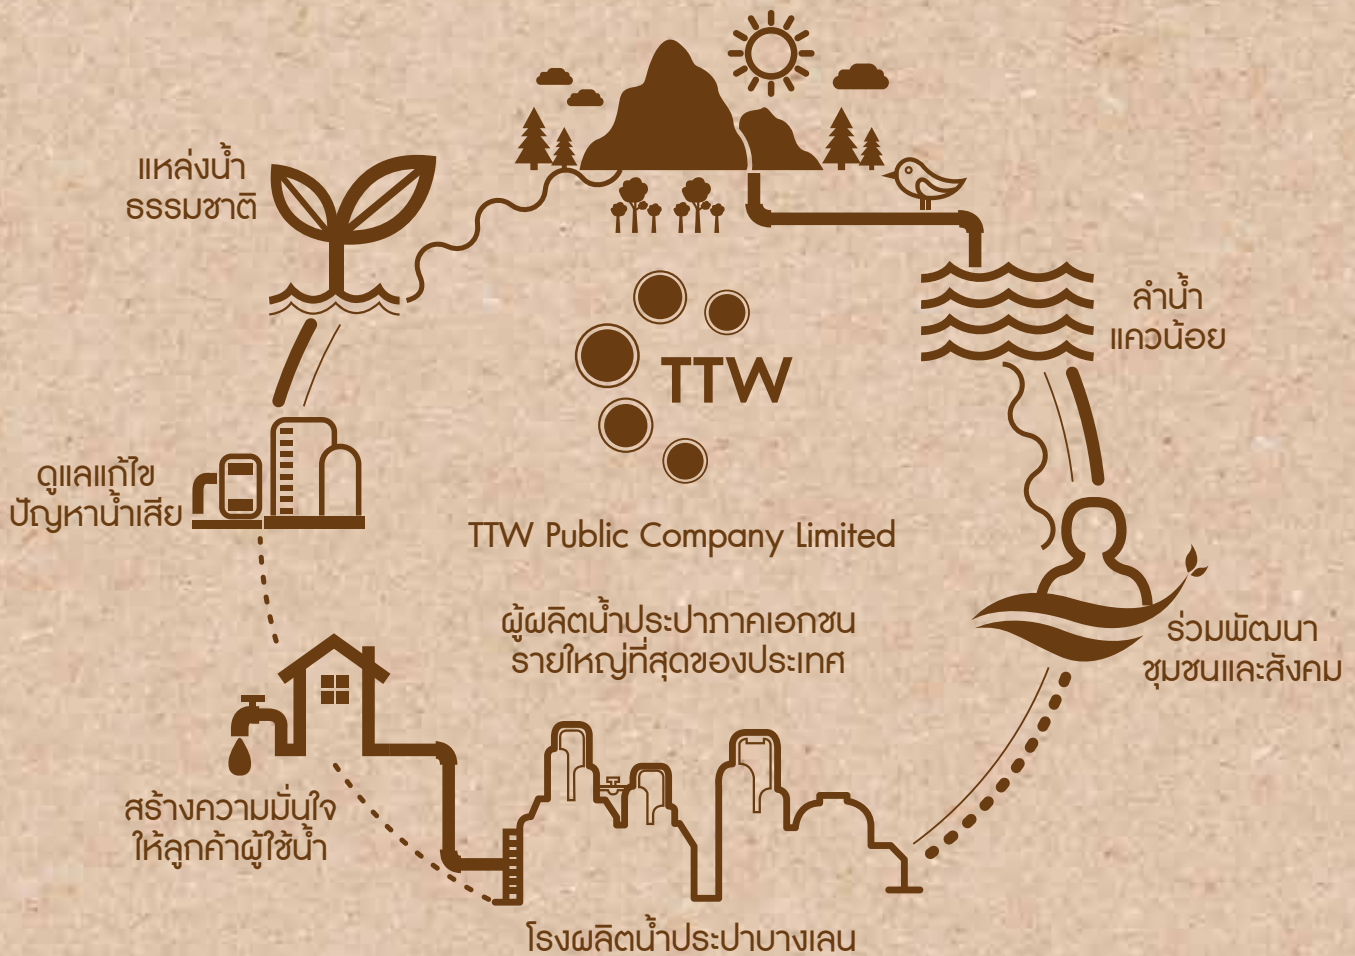 แหล่งน้ำ
ธรรมชาติ
ลำน้ำ
แควน้อย
TTW
ดูแลแก้ไข
ปัญหาน้ำเสีย
TTW Public Company Limited
ผู้ผลิตน้ำประปาภาคเอกชน
รายใหญ่ที่สุดของประเทศ
ร่วมพัฒนา
ชุมชนและสังคม
สร้างความมั่นใจ
ให้ลูกค้าผู้ใช้น้ำ
โรงผลิตน้ำประปาบางเลน